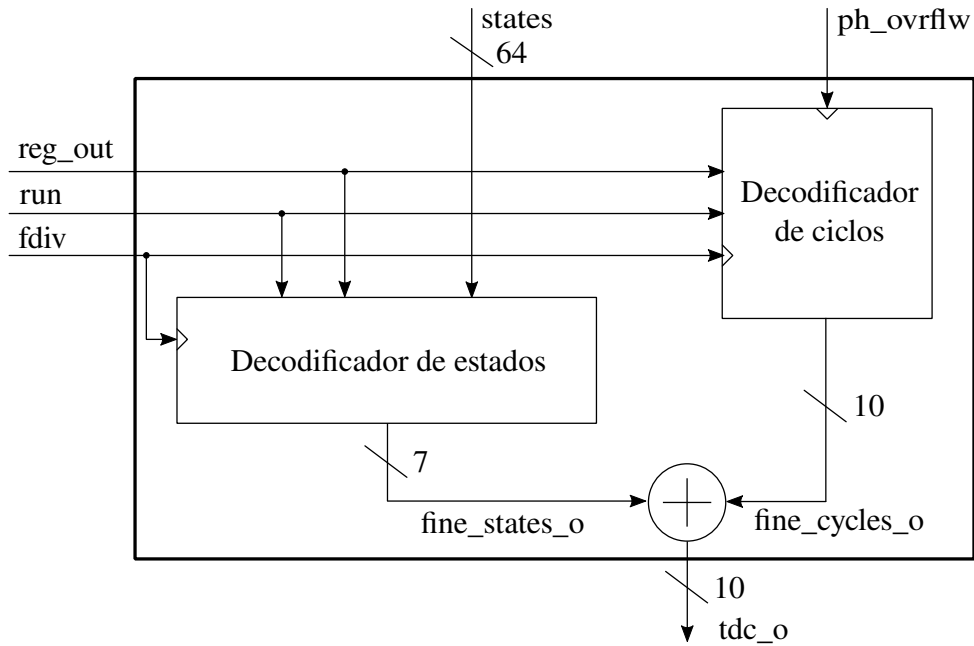 states
64
ph_ovrflw
reg_out
run
fdiv
Decodificador
de ciclos
Decodificador de estados
10
7
fine_states_o
fine_cycles_o
10
tdc_o